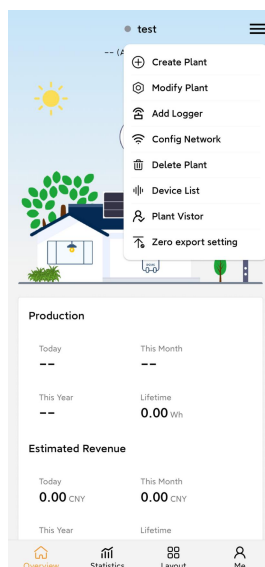 test
-- (A
Create Plant
Modify Plant
Add Logger
Config Network
Delete Plant
Device List
Plant Vistor
Zero export setting
Production
Today
This Month
--
--
This Year
Lifetime
--
0.00 Wh
Estimated Revenue
Today
This Month
0.00 CNY
0.00 CNY
This Year
Lifetime
Overview
Statistics
Layout
Me